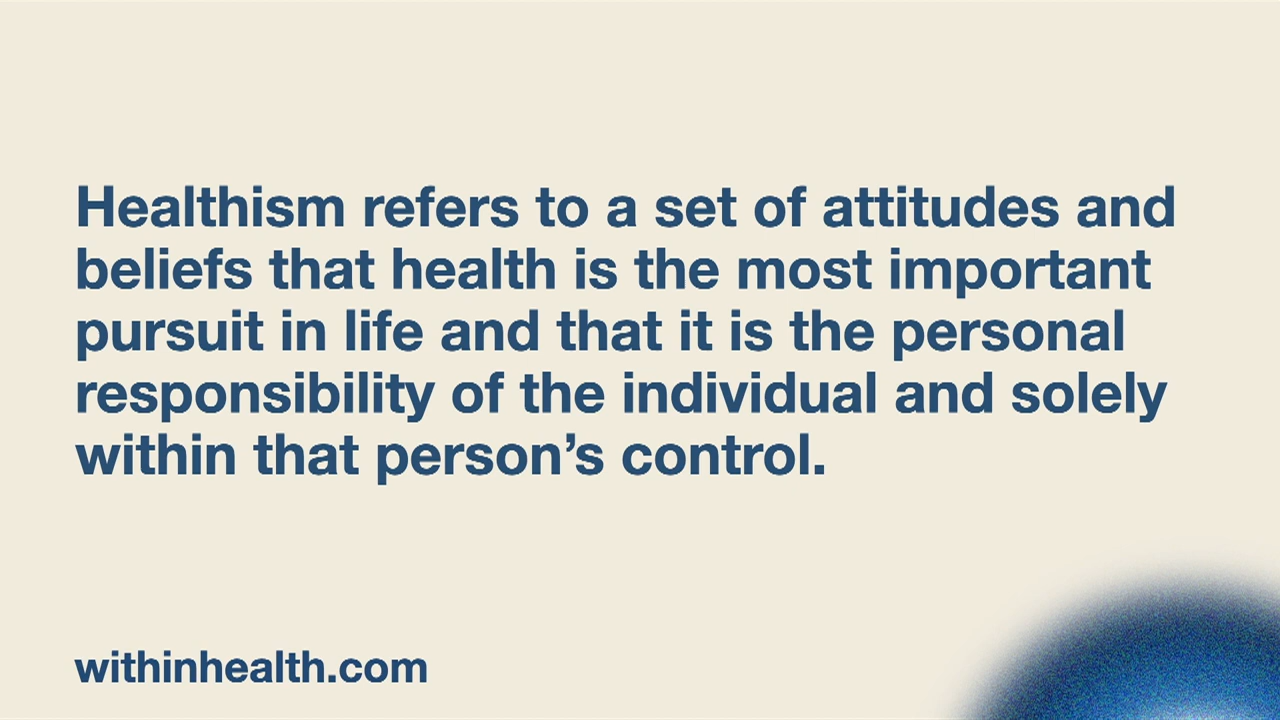 Healthism refers to a set of attitudes and
beliefs that health is the most important
pursuit in life and that it is the personal
responsibility of the individual and solely
within that person’s control.
withinhealth.com